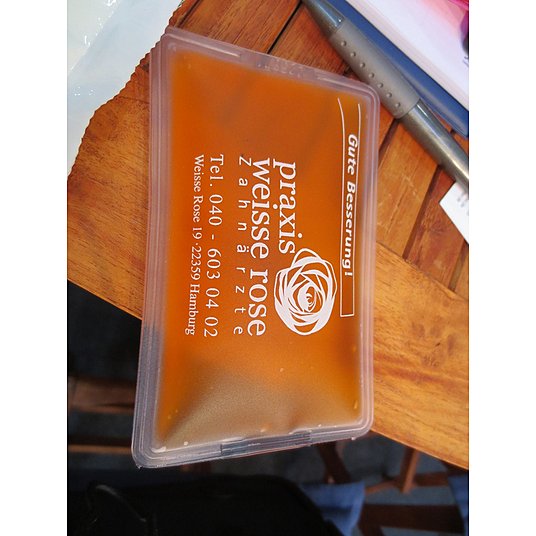 Gute Besserung!
praxis
weisse rose
Zahnärzte
Tel. 040 - 603 04 02
Weisse Rose 19 · 22359 Hamburg